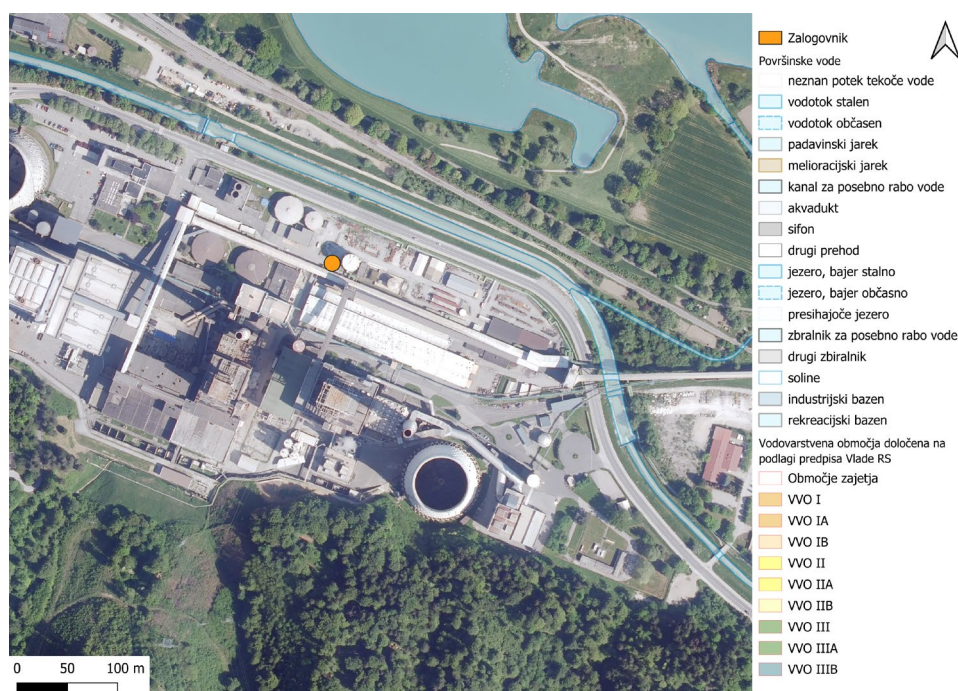 Zalogovnik
Površinske vode
neznan potek tekoče vode
vodotok stalen
vodotok občasen
padavinski jarek
melioracijski jarek
kanal za posebno rabo vode
akvadukt
sifon
drugi prehod
jezero, bajer stalno
jezero, bajer občasno
presihajoče jezero
zbralnik za posebno rabo vode
drugi zbiralnik
soline
industrijski bazen
rekreacijski bazen
Vodovarstvena območja določena na
podlagi predpisa Vlade RS
Območje zajetja
VVO I
VVO IA
VVO IB
VVO II
VVO IIA
VVO IIB
VVO III
VVO IIIA
VVO IIIB
0 50 100 m